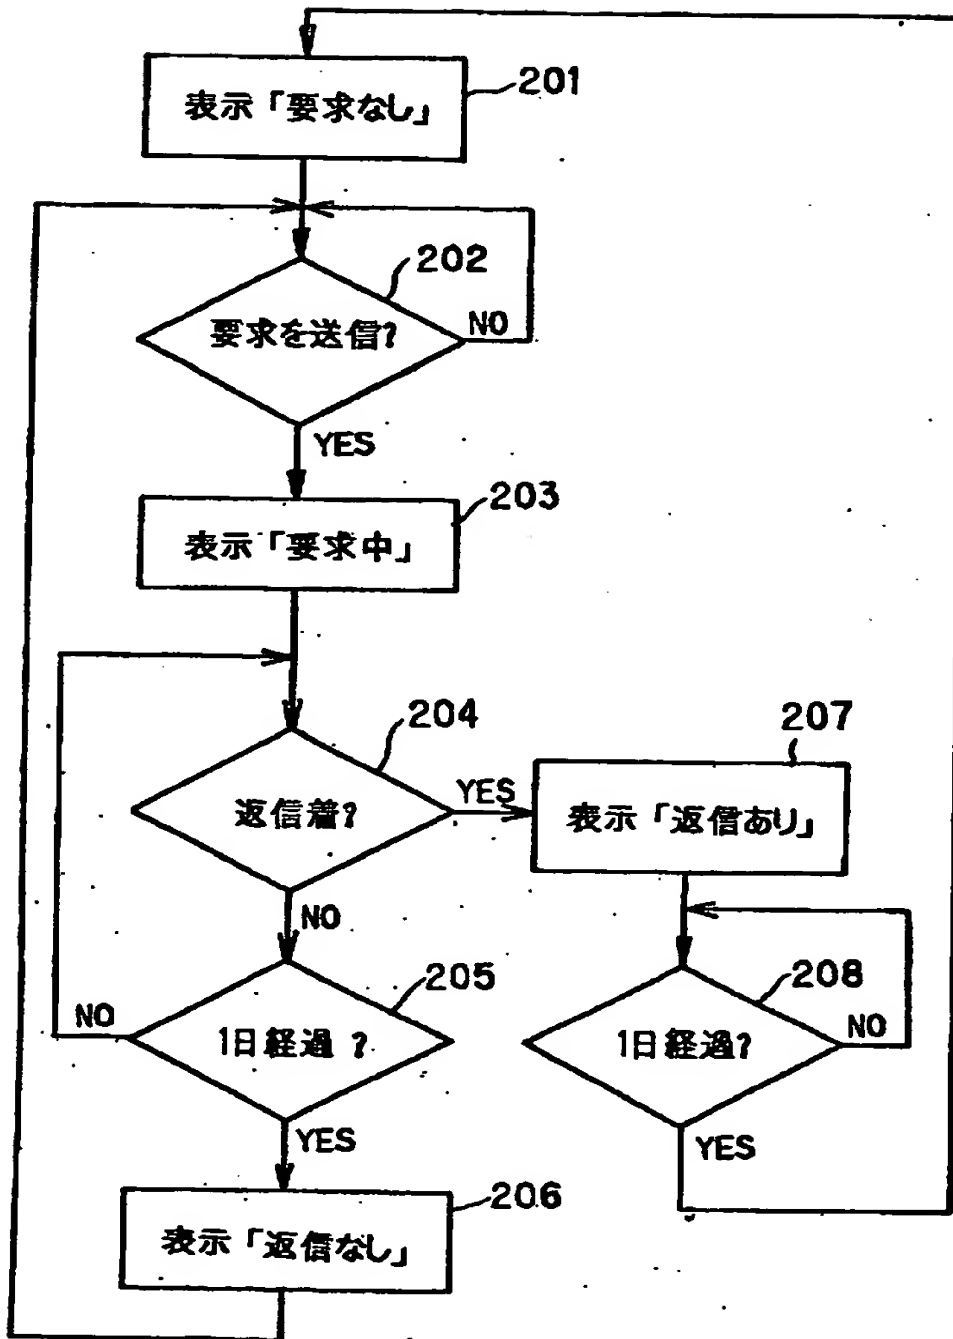 201
表示「要求なし」
202
要求を送信?
NO
YES
203
表示「要求中」
204
返信着?
YES
207
表示「返信あり」
NO
205
1日経過 ?
NO
208
1日経過?
NO
YES
YES
206
表示「返信なし」